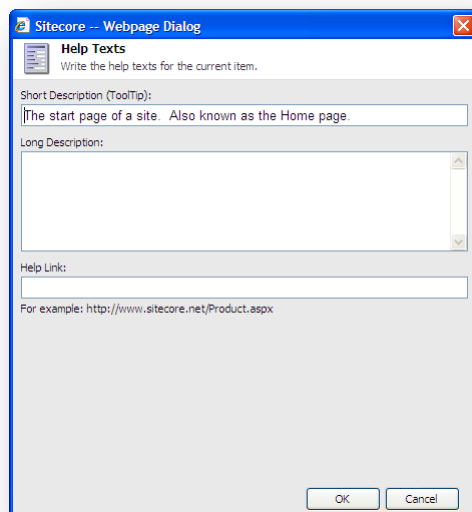 Sitecore -- Webpage Dialog
Help Texts
Write the help texts for the current item.
Short Description (ToolTip):
The start page of a site.  Also known as the Home page.
Long Description:
Help Link:
For example: http://www.sitecore.net/Product.aspx
OK Cancel